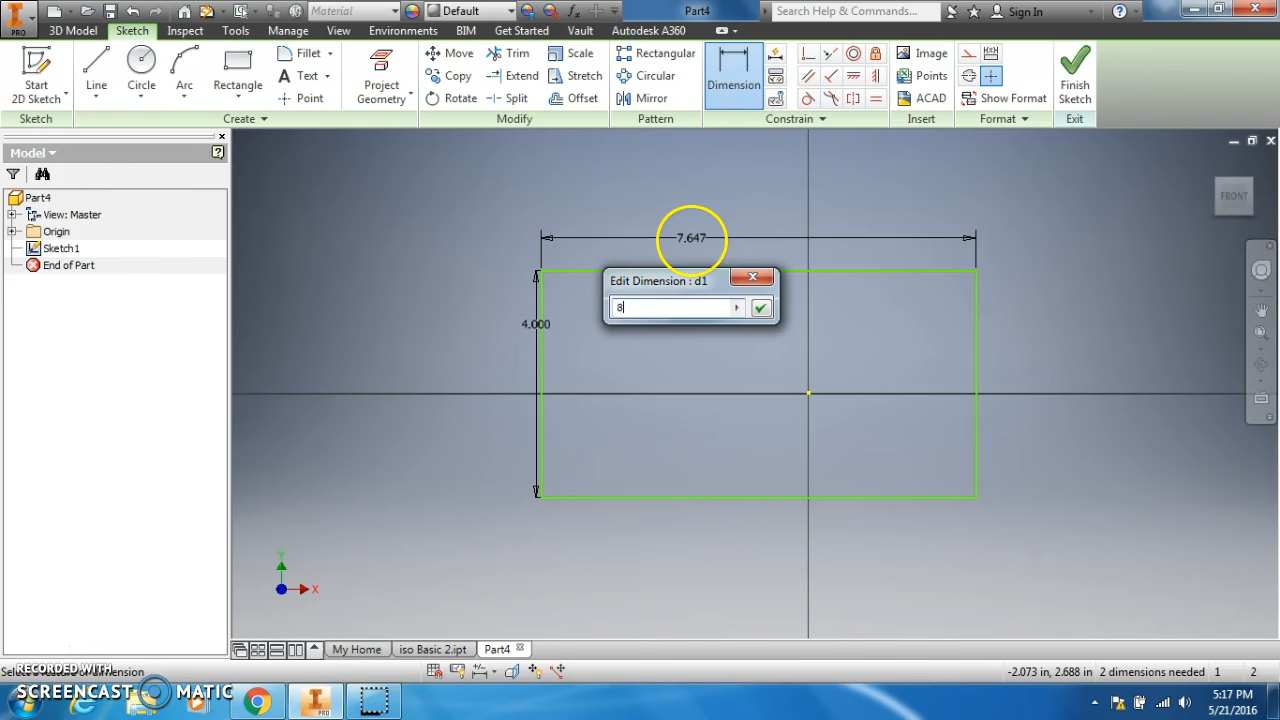 Material
Default
Part4
Search Help & Commands...
Sign In
PRO
3D Model
Sketch
Inspect
Tools
Manage
View
Environments
BIM
Get Started
Vault
Autodesk A360
Start
2D Sketch
Line
Circle
Arc
Rectangle
Fillet
Text
Point
Project
Geometry
Move
Copy
Rotate
Trim
Extend
Split
Scale
Stretch
Offset
Rectangular
Circular
Mirror
Dimension
Image
Points
ACAD
Show Format
Finish
Sketch
Sketch
Create
Modify
Pattern
Constrain
Insert
Format
Exit
Model
Part4
View: Master
Origin
Sketch1
End of Part
FRONT
7.647
Edit Dimension : d1
8
4.000
Y
X
My Home
iso Basic 2.ipt
Part4
-2.073 in, 2.688 in
2 dimensions needed
1
2
RECORDED WITH
SCREENCAST MATIC
PRO
5:17 PM
5/21/2016